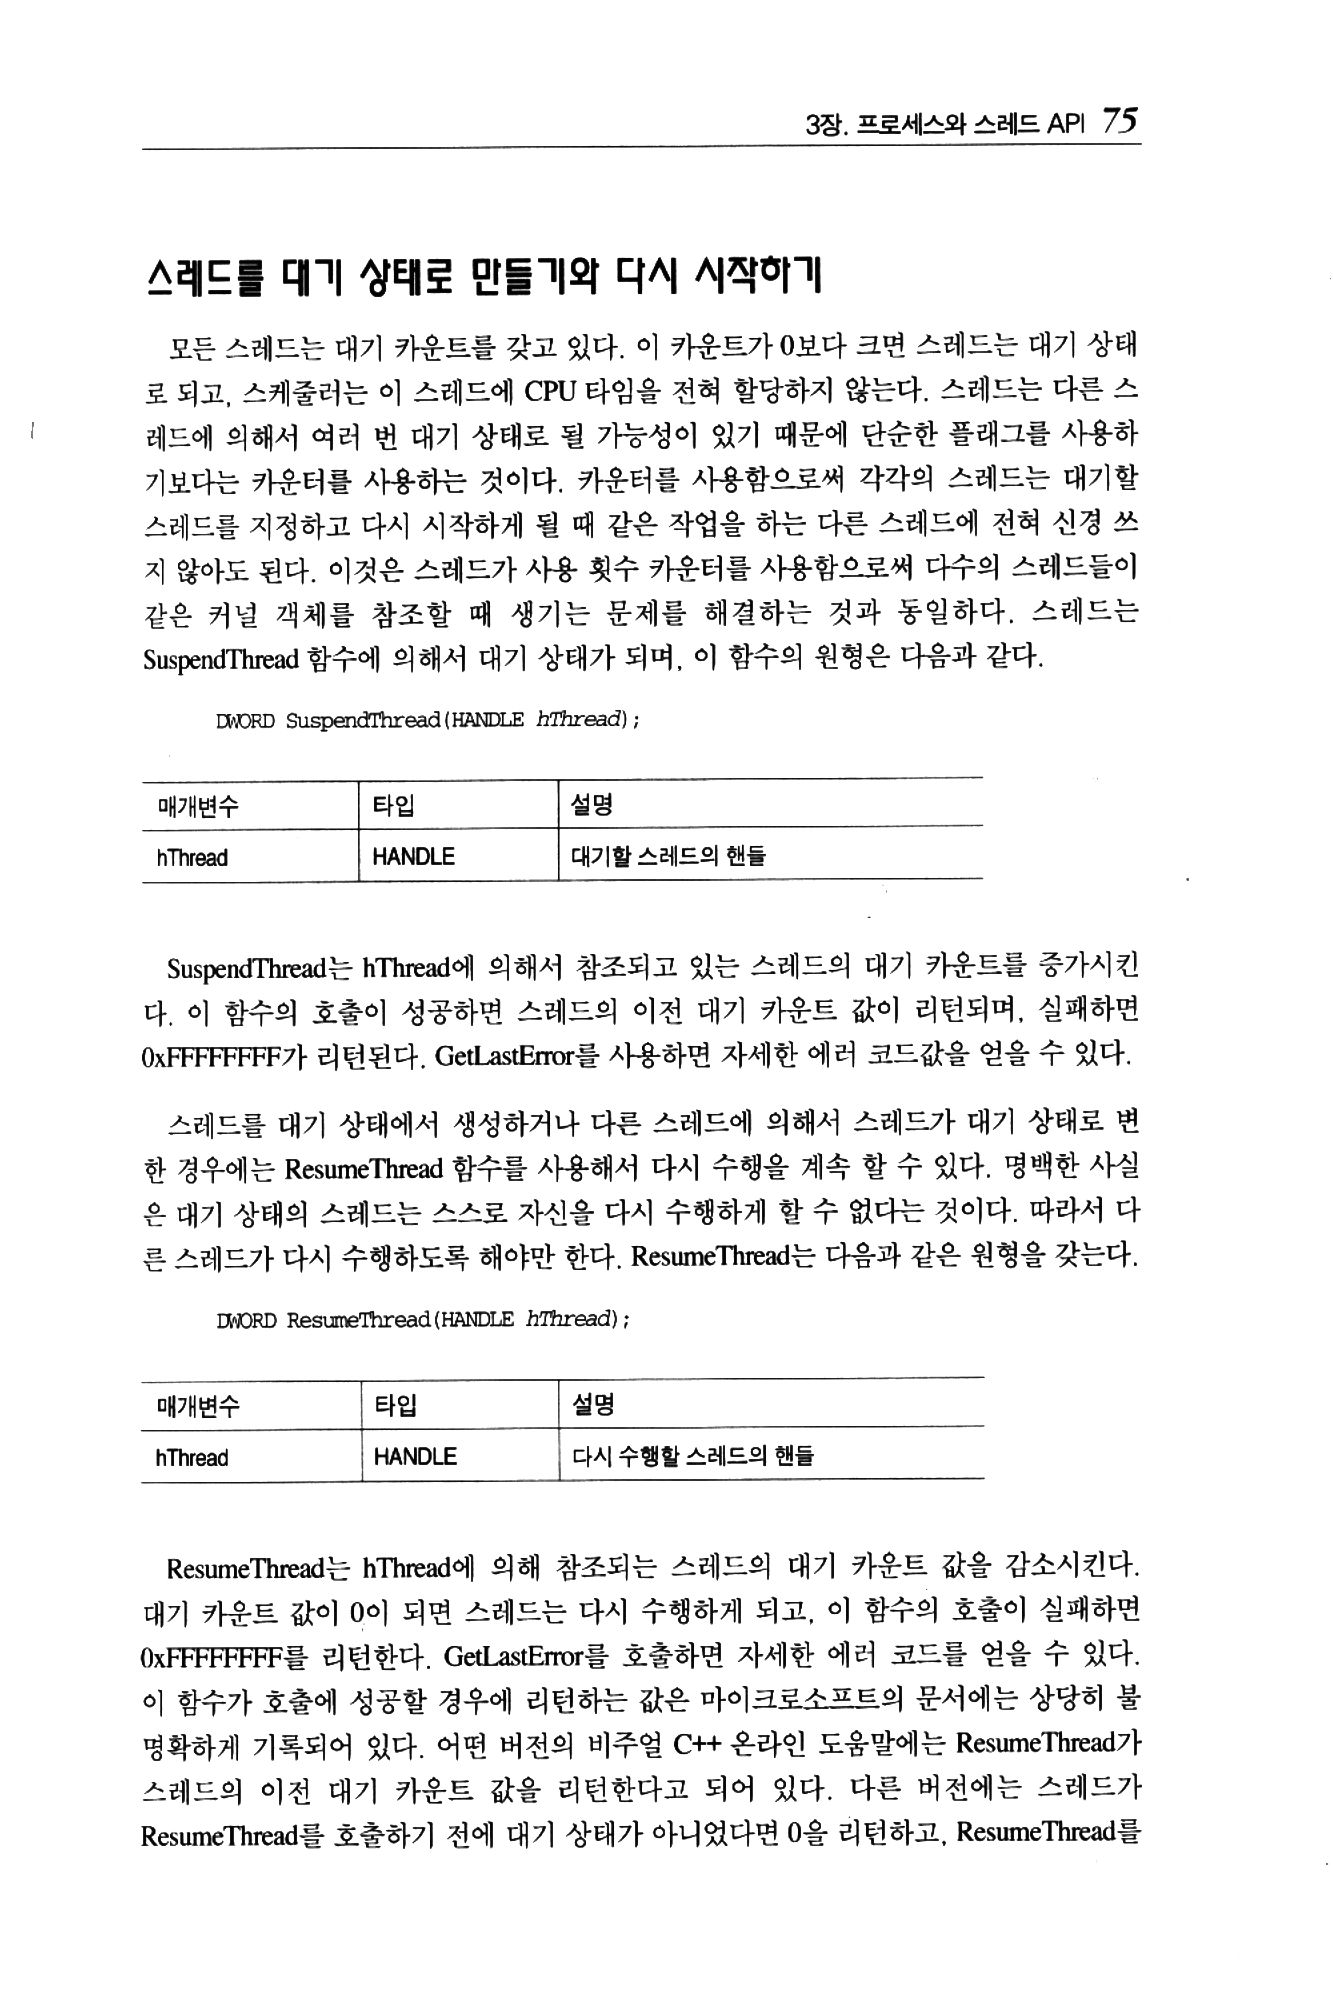 3장. 프로세스와 스레드 API 75
스레드를 대기 상태로 만들기와 다시 시작하기
모든 스레드는 대기 카운트를 갖고 있다. 이 카운트가 0보다 크면 스레드는 대기 상태
로 되고, 스케줄러는 이 스레드에 CPU 타임을 전혀 할당하지 않는다. 스레드는 다른 스
레드에 의해서 여러 번 대기 상태로 될 가능성이 있기 때문에 단순한 플래그를 사용하
기보다는 카운터를 사용하는 것이다. 카운터를 사용함으로써 각각의 스레드는 대기할
스레드를 지정하고 다시 시작하게 될 때 같은 작업을 하는 다른 스레드에 전혀 신경 쓰
지 않아도 된다. 이것은 스레드가 사용 횟수 카운터를 사용함으로써 다수의 스레드들이
같은 커널 객체를 참조할 때 생기는 문제를 해결하는 것과 동일하다. 스레드는
SuspendThread 함수에 의해서 대기 상태가 되며, 이 함수의 원형은 다음과 같다.
DWORD SuspendThread(HANDLE hThread);
매개변수 타입 설명
hThread HANDLE 대기할 스레드의 핸들
SuspendThread는 hThread에 의해서 참조되고 있는 스레드의 대기 카운트를 증가시킨
다. 이 함수의 호출이 성공하면 스레드의 이전 대기 카운트 값이 리턴되며, 실패하면
0xFFFFFFFF가 리턴된다. GetLastError를 사용하면 자세한 에러 코드값을 얻을 수 있다.
스레드를 대기 상태에서 생성하거나 다른 스레드에 의해서 스레드가 대기 상태로 변
한 경우에는 ResumeThread 함수를 사용해서 다시 수행을 계속 할 수 있다. 명백한 사실
은 대기 상태의 스레드는 스스로 자신을 다시 수행하게 할 수 없다는 것이다. 따라서 다
른 스레드가 다시 수행하도록 해야만 한다. ResumeThread는 다음과 같은 원형을 갖는다.
DWORD ResumeThread(HANDLE hThread);
매개변수 타입 설명
hThread HANDLE 다시 수행할 스레드의 핸들
ResumeThread는 hThread에 의해 참조되는 스레드의 대기 카운트 값을 감소시킨다.
대기 카운트 값이 0이 되면 스레드는 다시 수행하게 되고, 이 함수의 호출이 실패하면
0xFFFFFFFF를 리턴한다. GetLastError를 호출하면 자세한 에러 코드를 얻을 수 있다.
이 함수가 호출에 성공할 경우에 리턴하는 값은 마이크로소프트의 문서에는 상당히 불
명확하게 기록되어 있다. 어떤 버전의 비주얼 C++ 온라인 도움말에는 ResumeThread가
스레드의 이전 대기 카운트 값을 리턴한다고 되어 있다. 다른 버전에는 스레드가
ResumeThread를 호출하기 전에 대기 상태가 아니었다면 0을 리턴하고, ResumeThread를